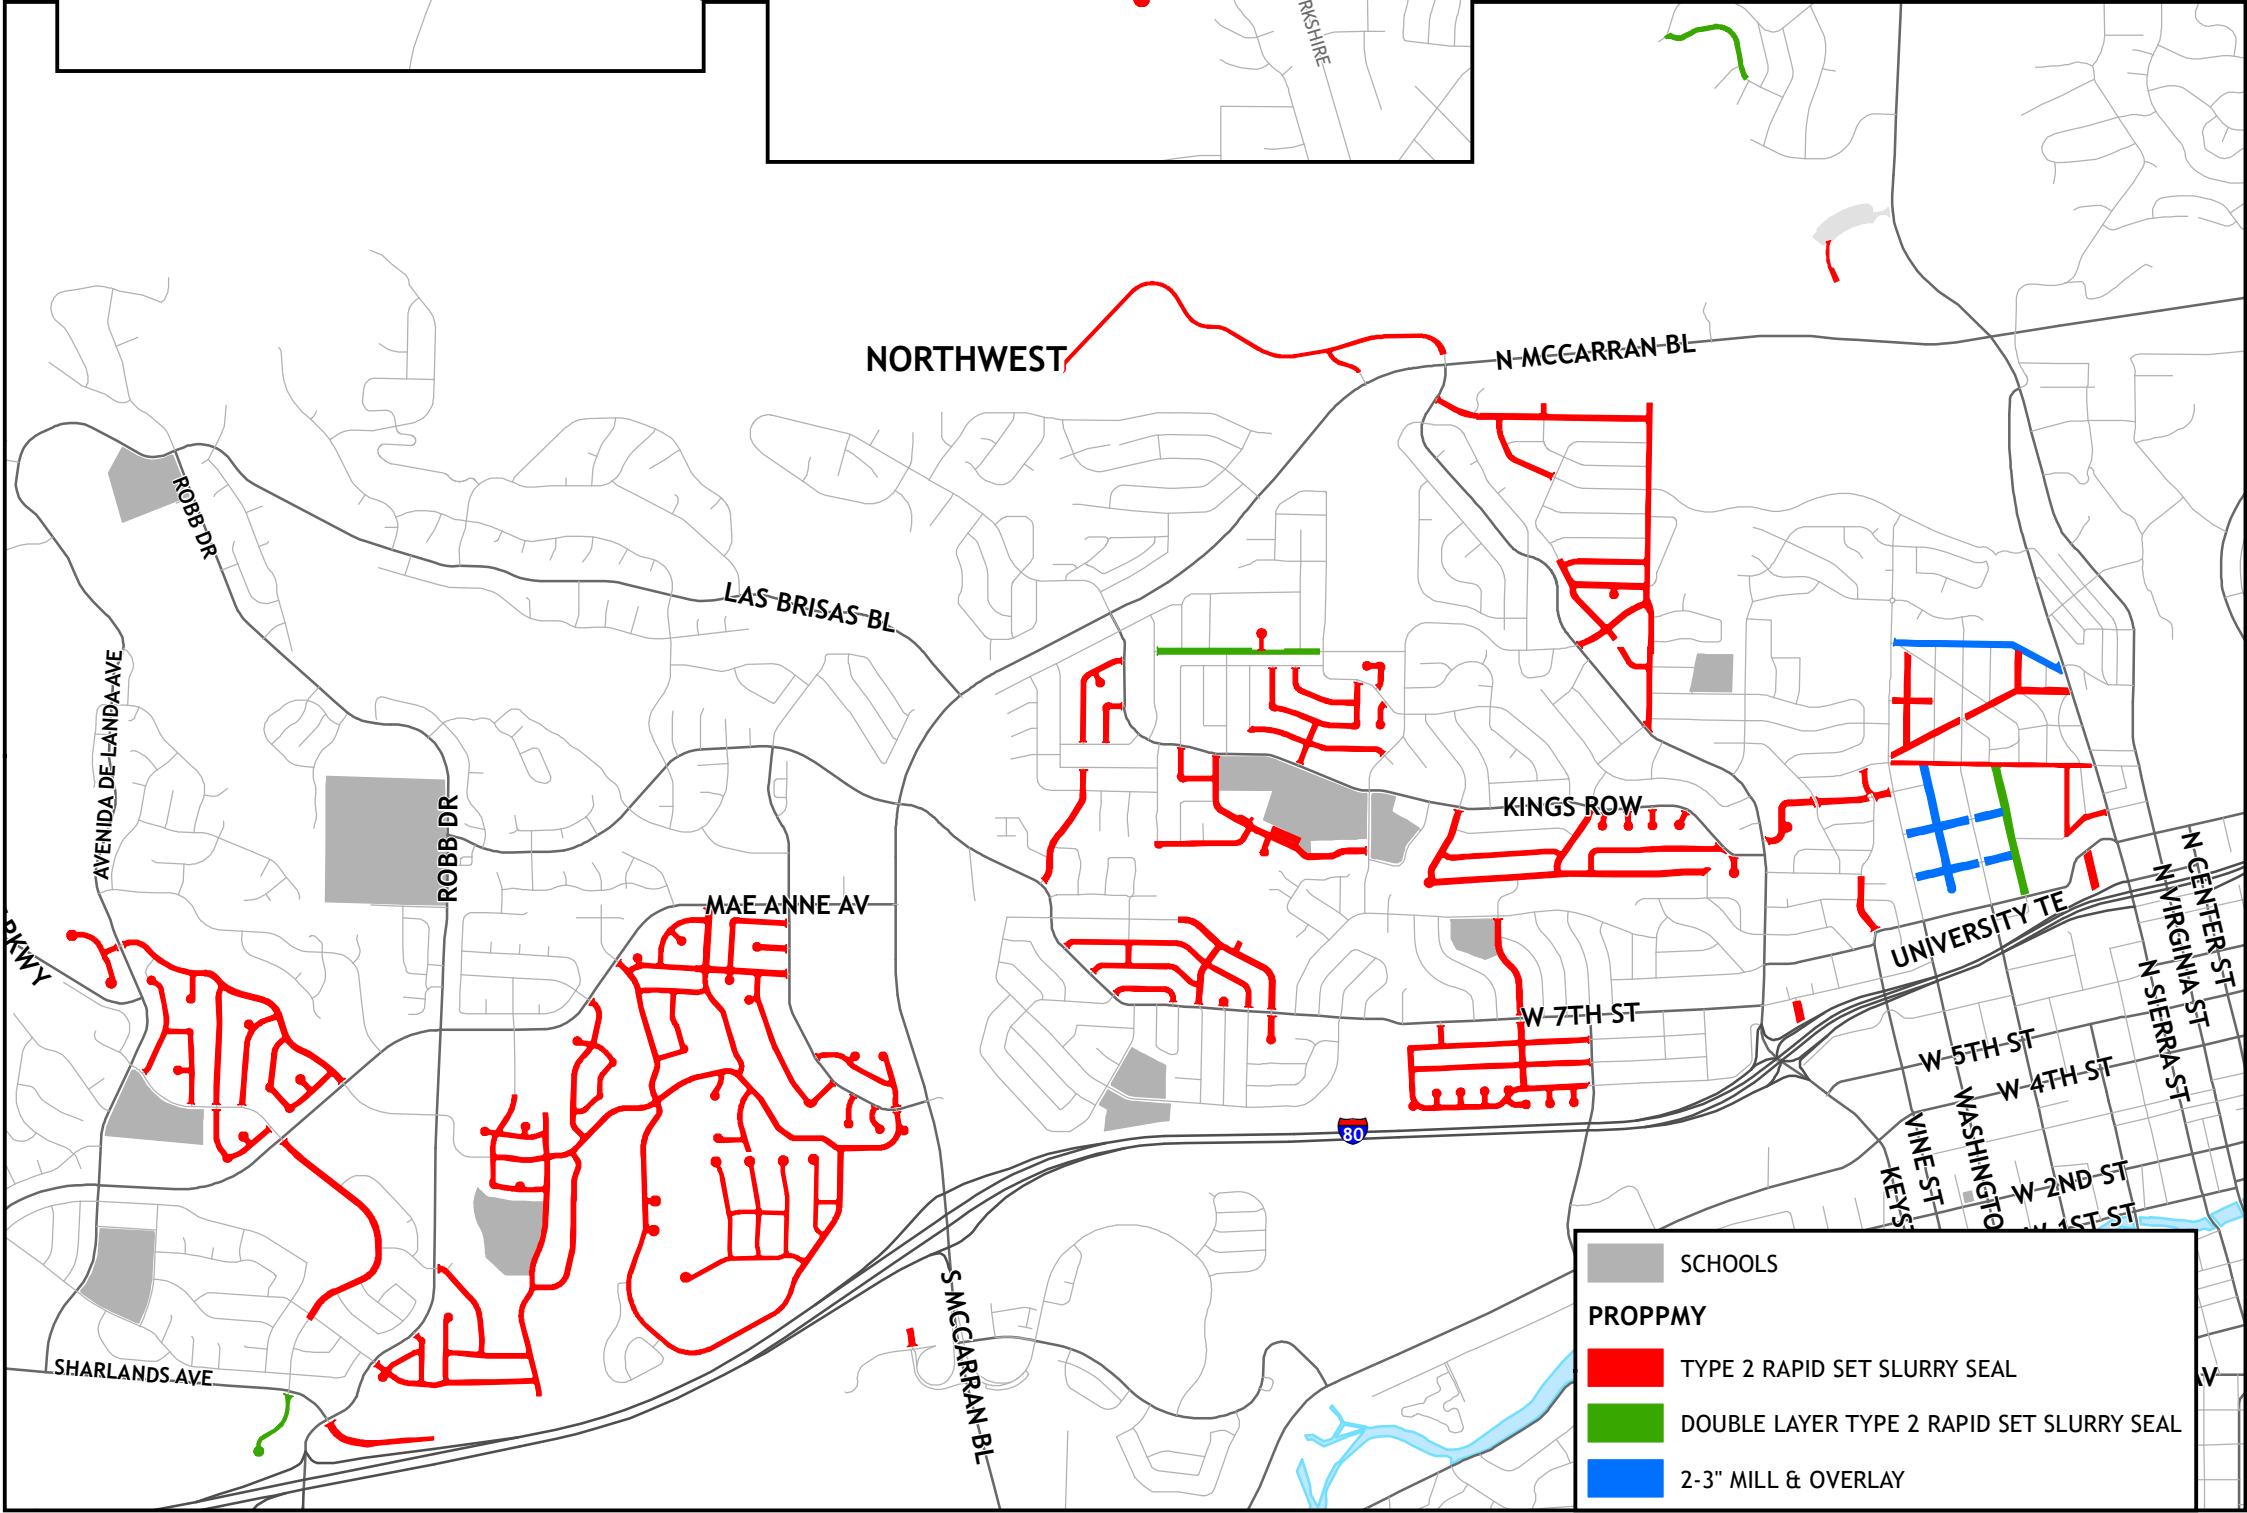 RKSHIRE
NORTHWEST
N MCCARRAN BL
ROBB DR
LAS BRISAS BL
AVENIDA DE LANDA AVE
ROBB DR
KINGS ROW
MAE ANNE AV
RKWY
UNIVERSITY TE
N CENTER ST
N VIRGINIA ST
N SIERRA ST
W 7TH ST
W 5TH ST
W 4TH ST
80
VINE ST
WASHINGTO
KEYS
W 2ND ST
W 1ST ST
S MCCARRAN BL
SHARLANDS AVE
AV
SCHOOLS
PROPPMY
TYPE 2 RAPID SET SLURRY SEAL
DOUBLE LAYER TYPE 2 RAPID SET SLURRY SEAL
2-3" MILL & OVERLAY